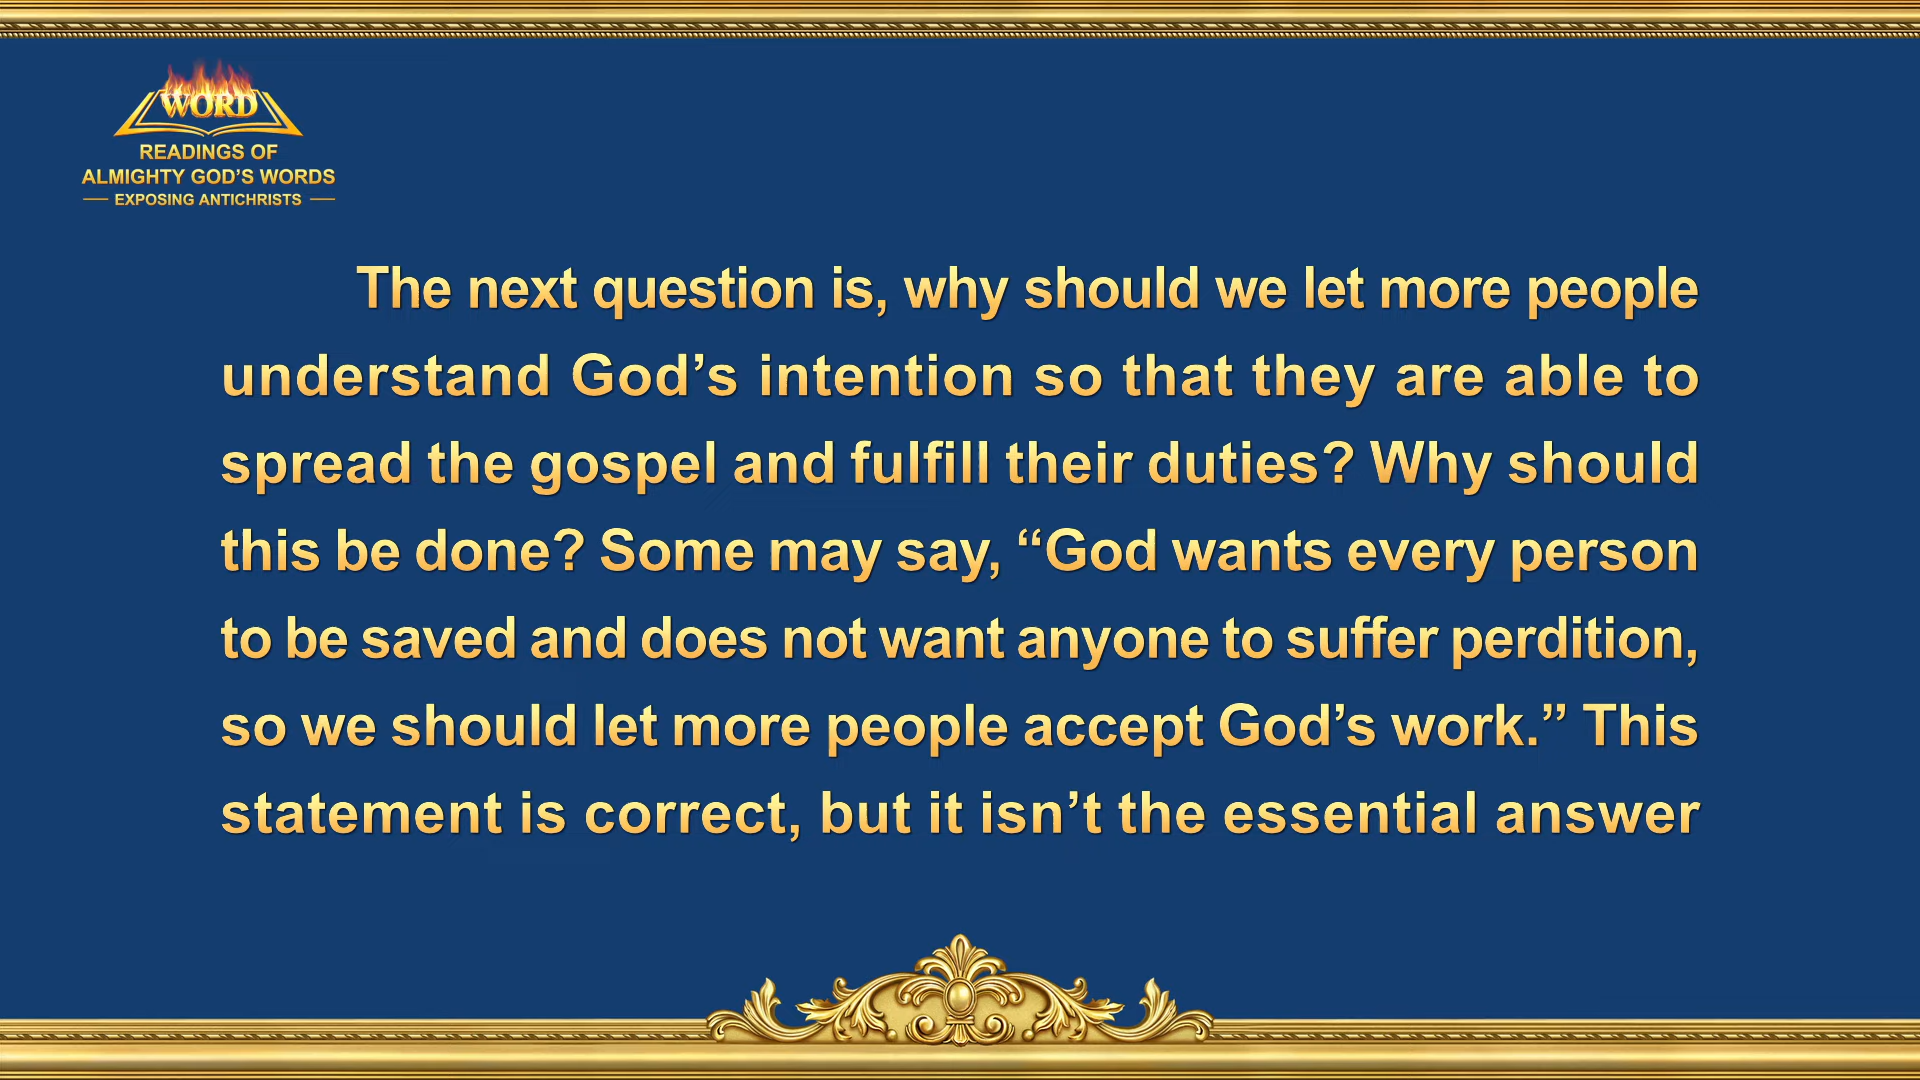 WORD
READINGS OF
ALMIGHTY GOD’S WORDS
EXPOSING ANTICHRISTS
The next question is, why should we let more people
understand God’s intention so that they are able to
spread the gospel and fulfill their duties? Why should
this be done? Some may say, “God wants every person
to be saved and does not want anyone to suffer perdition,
so we should let more people accept God’s work.” This
statement is correct, but it isn’t the essential answer